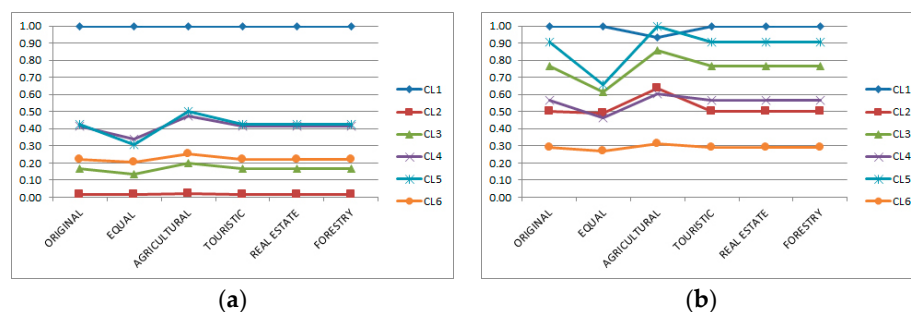 1.00
0.90
0.80
0.70
0.60
0.50
0.40
0.30
0.20
0.10
0.00
ORIGINAL
EQUAL
AGRICULTURAL
TOURISTIC
REAL ESTATE
FORESTRY
CL1
CL2
CL3
CL4
CL5
CL6
(a)
1.00
0.90
0.80
0.70
0.60
0.50
0.40
0.30
0.20
0.10
0.00
ORIGINAL
EQUAL
AGRICULTURAL
TOURISTIC
REAL ESTATE
FORESTRY
CL1
CL2
CL3
CL4
CL5
CL6
(b)